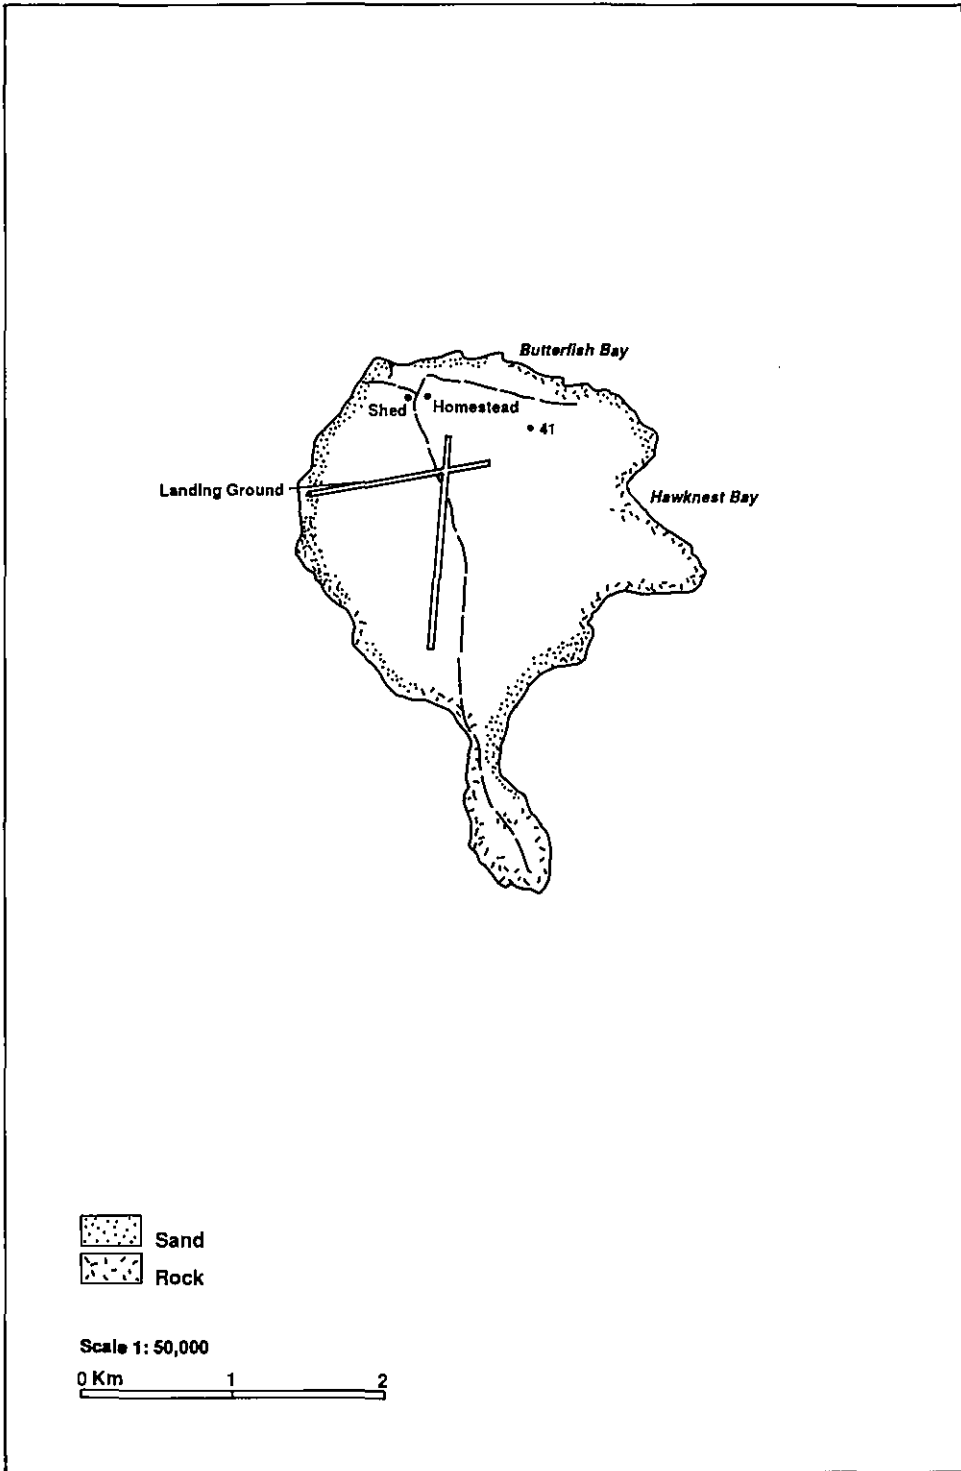 Butterfish Bay
Shed
Homestead
41
Landing Ground
Hawknest Bay
Sand
Rock
Scale 1: 50,000
0 Km 1 2